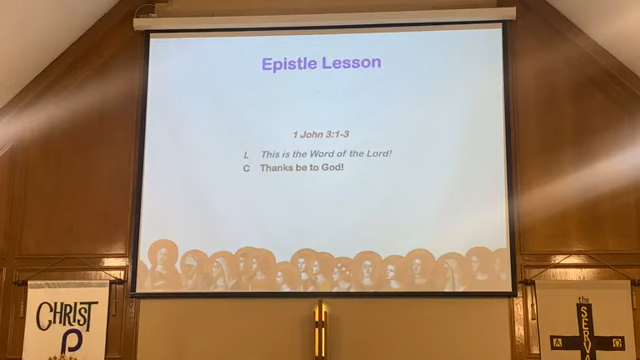 Epistle Lesson
1 John 3:1-3
L This is the Word of the Lord!
C Thanks be to God!
CHRIST
the
SERVA
A Ω